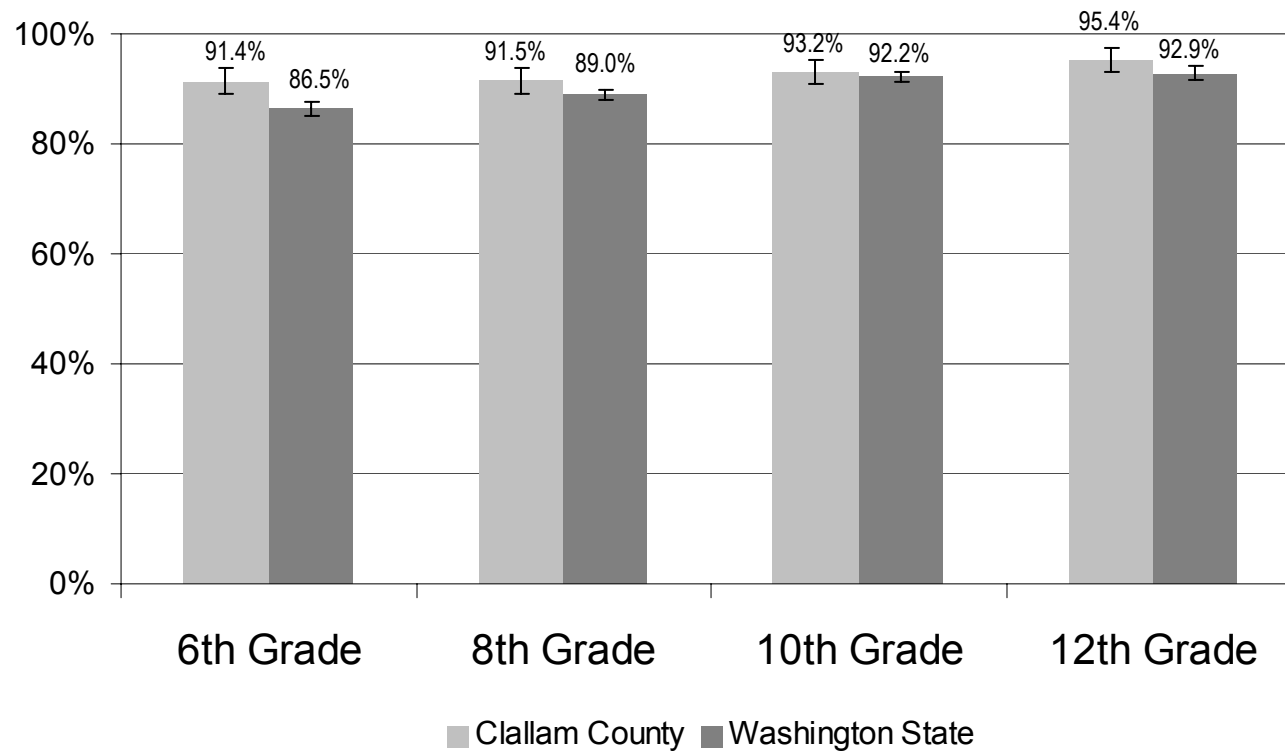 100%
80%
60%
40%
20%
0%
91.4%
86.5%
91.5%
89.0%
93.2%
92.2%
95.4%
92.9%
6th Grade
8th Grade
10th Grade
12th Grade
Clallam County
Washington State